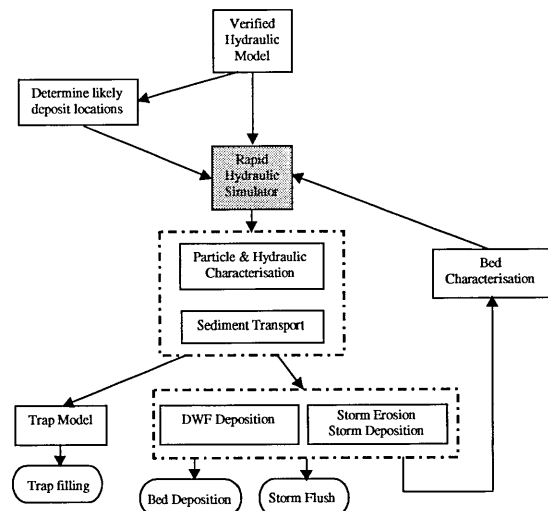 Verified
Hydraulic
Model
Determine likely
deposit locations
Rapid
Hydraulic
Simulator
Particle & Hydraulic
Characterisation
Bed
Characterisation
Sediment Transport
Trap Model
DWF Deposition
Storm Erosion
Storm Deposition
Trap filling
Bed Deposition
Storm Flush